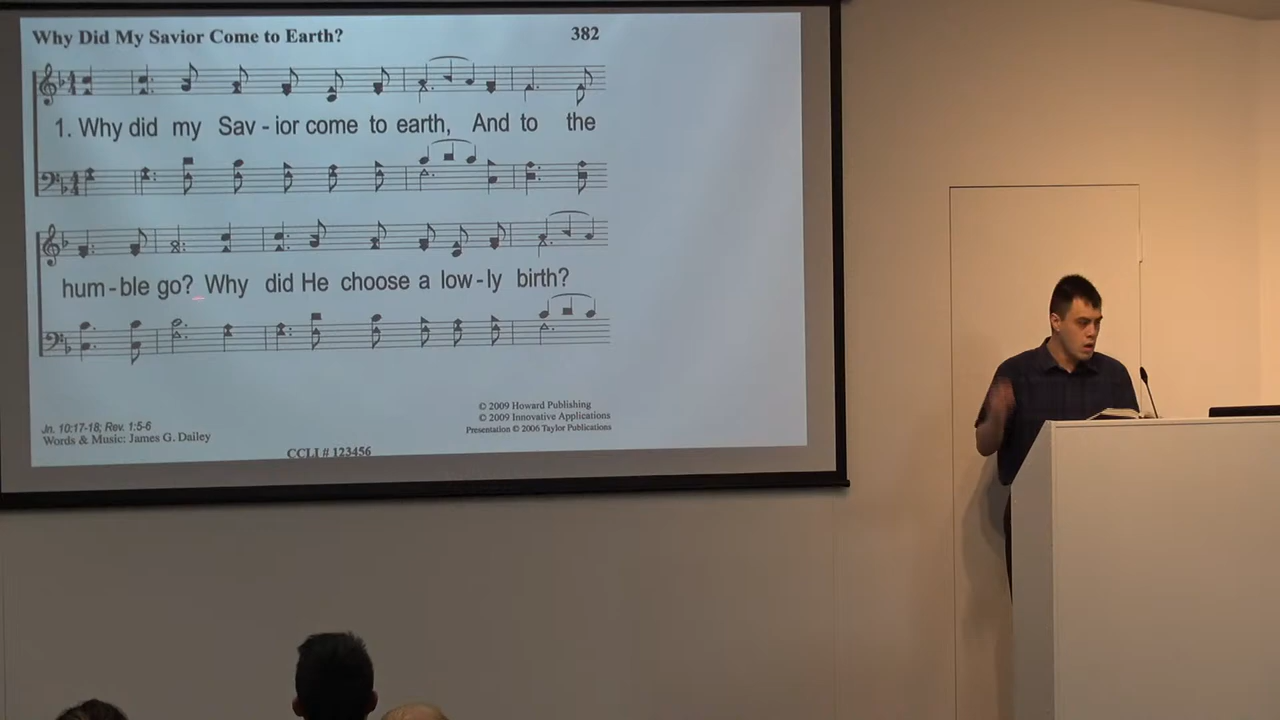 Why Did My Savior Come to Earth?
382
1. Why did my Sav - ior come to earth, And to the
hum - ble go? Why did He choose a low - ly birth?
Jn. 10:17-18; Rev. 1:5-6
Words & Music: James G. Dailey
© 2009 Howard Publishing
© 2009 Innovative Applications
Presentation © 2006 Taylor Publications
CCLI # 123456